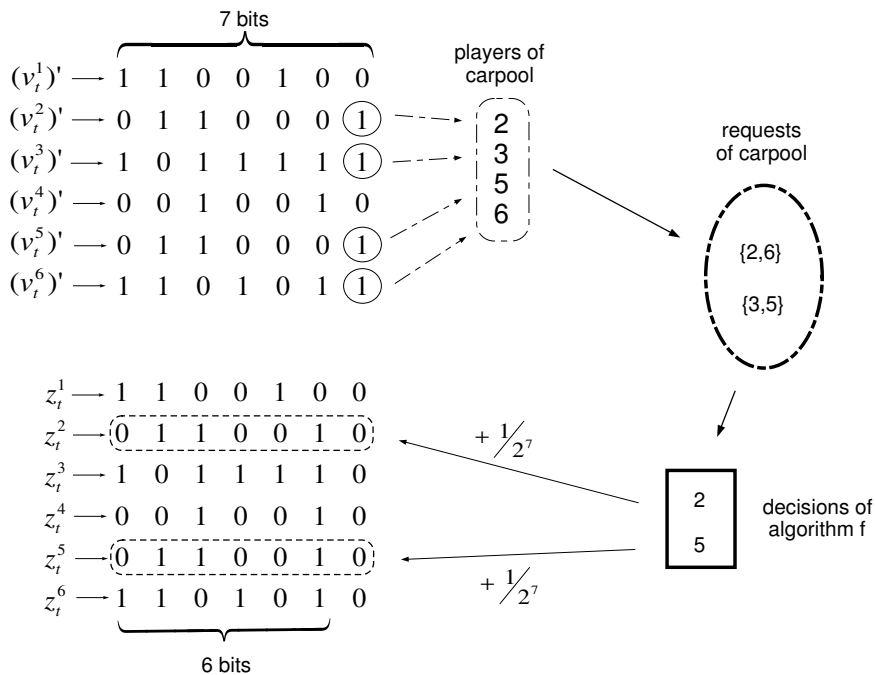 7 bits
(v_t^1)' 1 1 0 0 1 0 0
(v_t^2)' 0 1 1 0 0 0 1
(v_t^3)' 1 0 1 1 1 1 1
(v_t^4)' 0 0 1 0 0 1 0
(v_t^5)' 0 1 1 0 0 0 1
(v_t^6)' 1 1 0 1 0 1 1
players of
carpool
2
3
5
6
requests
of carpool
{2,6}
{3,5}
z_t^1 1 1 0 0 1 0 0
z_t^2 0 1 1 0 0 1 0
z_t^3 1 0 1 1 1 1 0
z_t^4 0 0 1 0 0 1 0
z_t^5 0 1 1 0 0 1 0
z_t^6 1 1 0 1 0 1 0
6 bits
+ 1/2^7
+ 1/2^7
2
5
decisions of
algorithm f